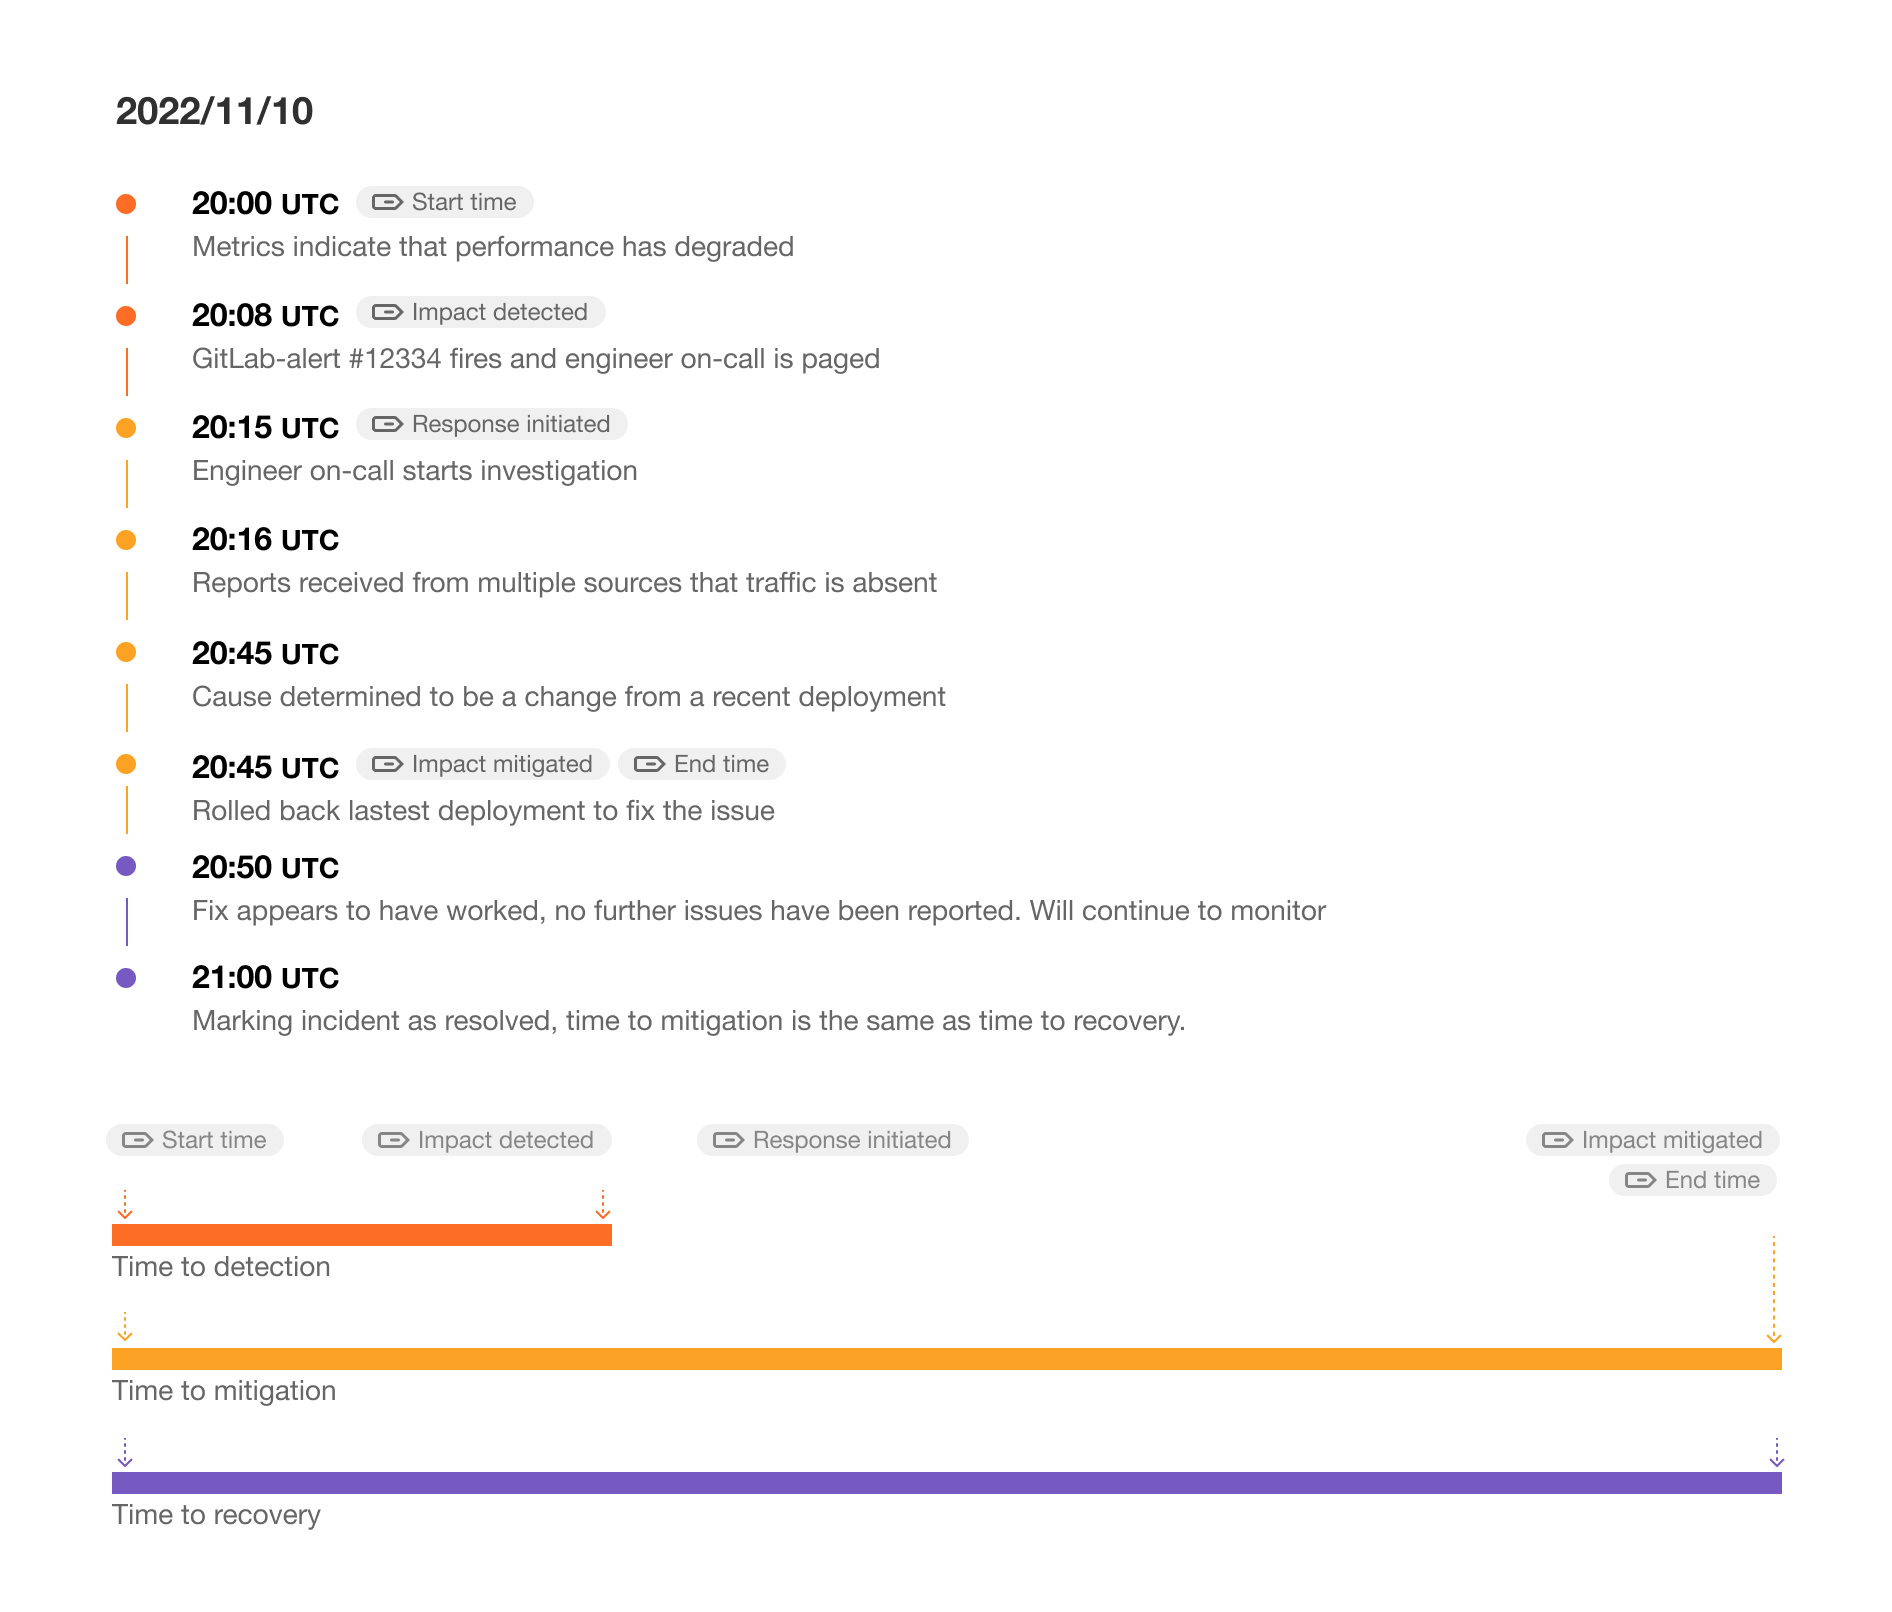 2022/11/10
20:00 UTC Start time
Metrics indicate that performance has degraded
20:08 UTC Impact detected
GitLab-alert #12334 fires and engineer on-call is paged
20:15 UTC Response initiated
Engineer on-call starts investigation
20:16 UTC
Reports received from multiple sources that traffic is absent
20:45 UTC
Cause determined to be a change from a recent deployment
20:45 UTC Impact mitigated End time
Rolled back lastest deployment to fix the issue
20:50 UTC
Fix appears to have worked, no further issues have been reported. Will continue to monitor
21:00 UTC
Marking incident as resolved, time to mitigation is the same as time to recovery.
Start time Impact detected Response initiated Impact mitigated
End time
Time to detection
Time to mitigation
Time to recovery